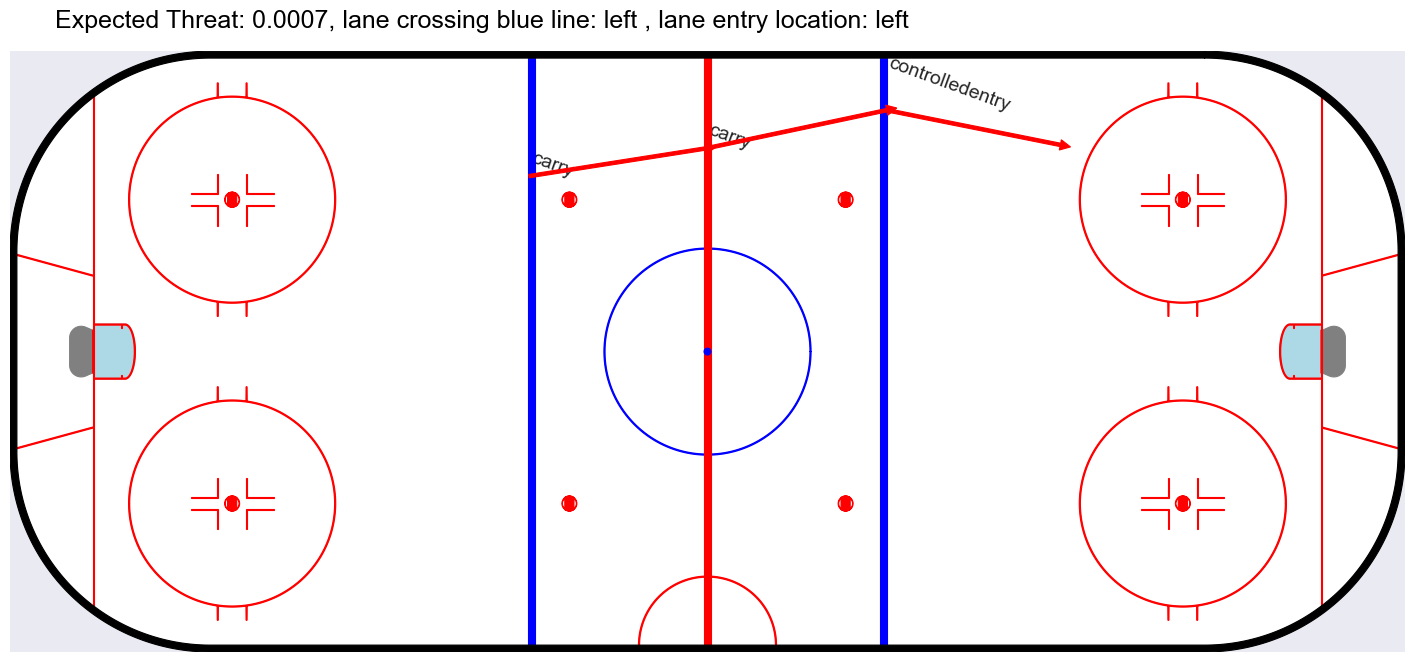 Expected Threat: 0.0007, lane crossing blue line: left , lane entry location: left
controlledentry
carry
carry